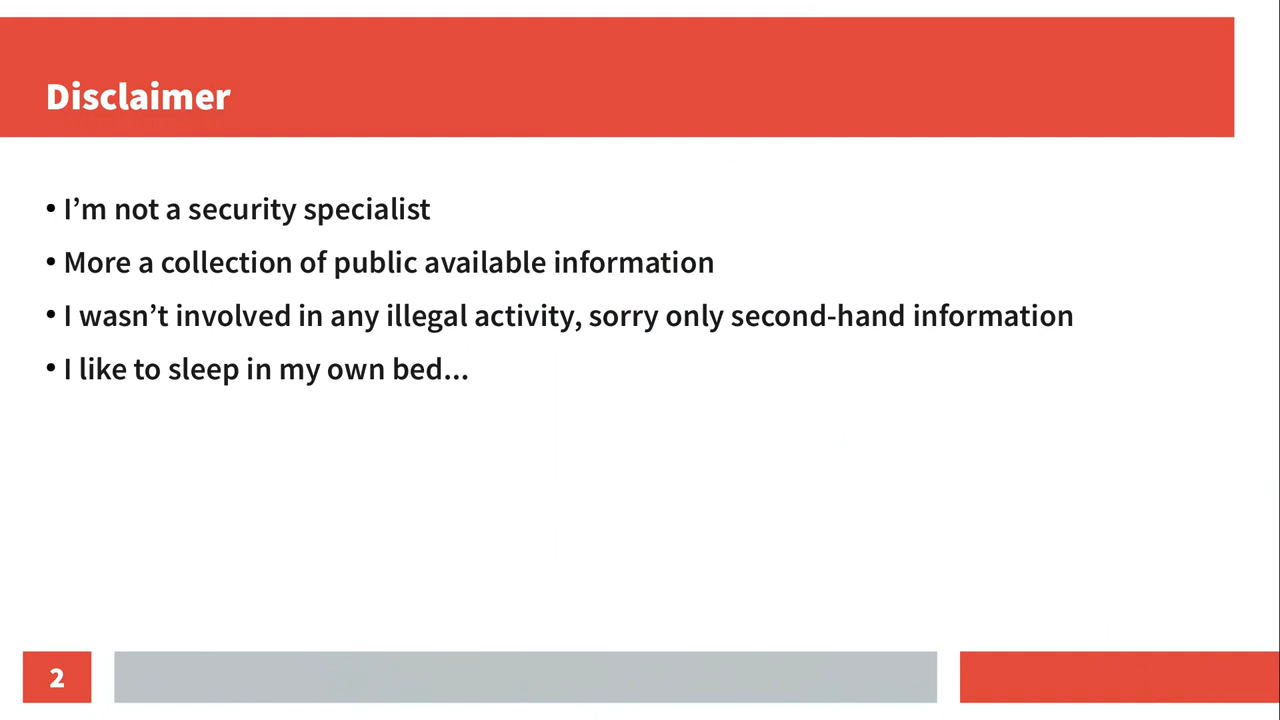 Disclaimer
• I’m not a security specialist
• More a collection of public available information
• I wasn’t involved in any illegal activity, sorry only second-hand information
• I like to sleep in my own bed...
2